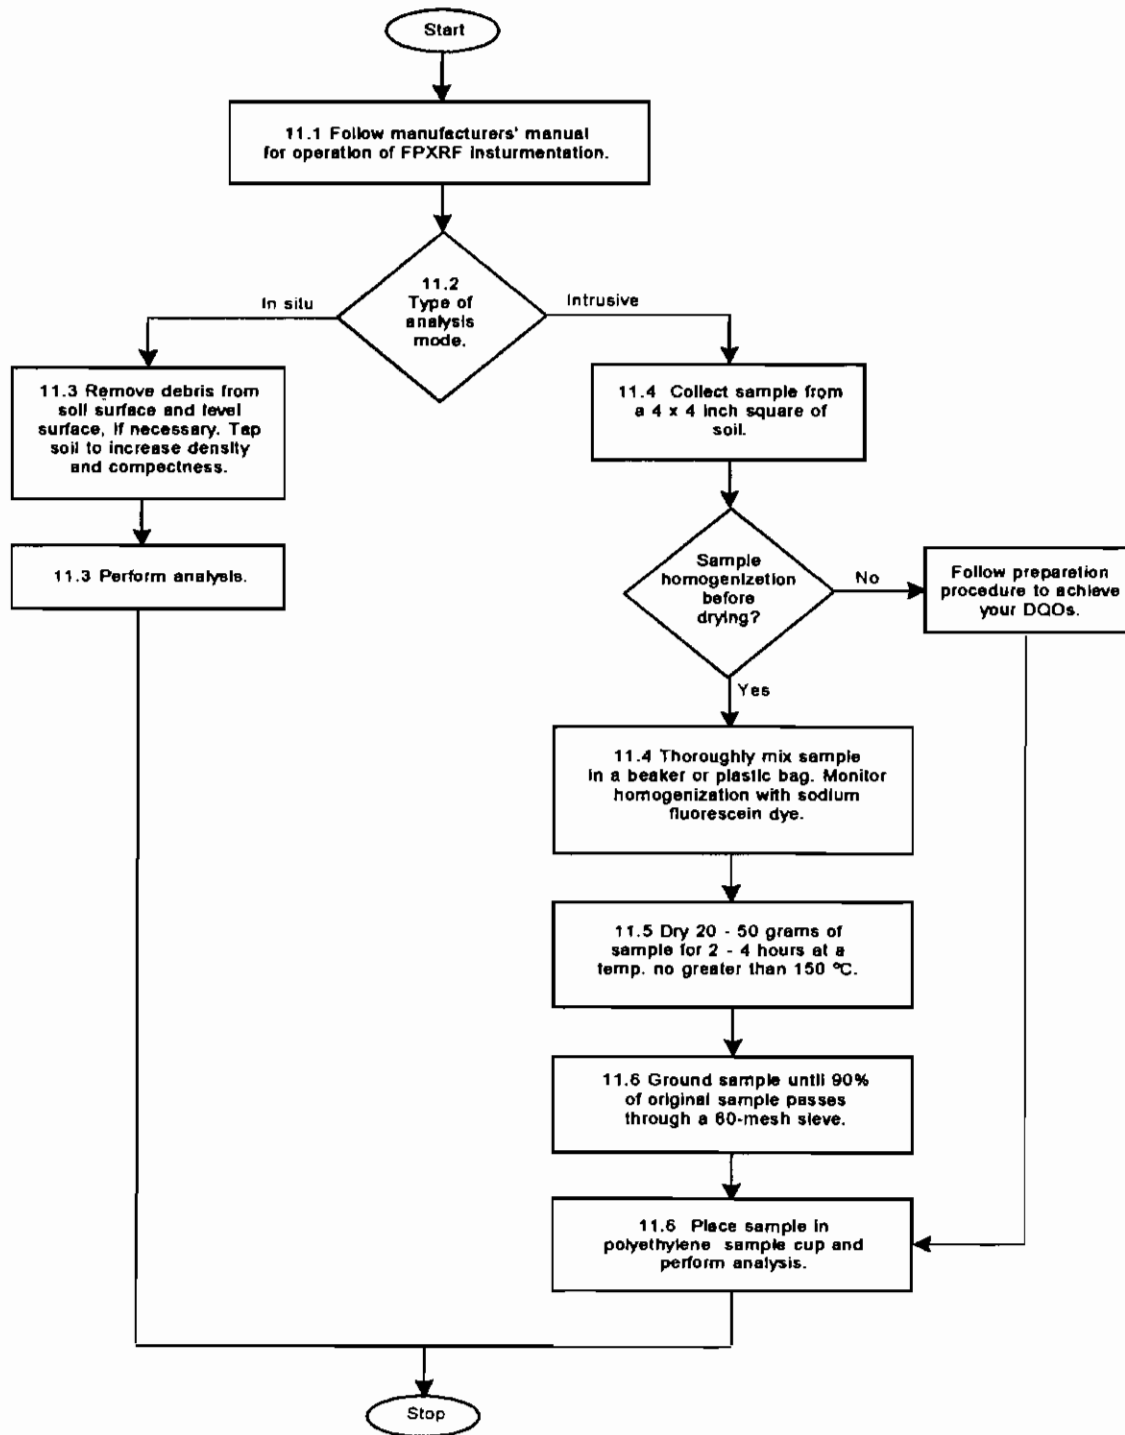 Start
11.1 Follow manufacturers' manual
for operation of FPXRF insturmentation.
11.2
Type of
analysis
mode.
In situ
Intrusive
11.3 Remove debris from
soil surface and level
surface, if necessary. Tap
soil to increase density
and compectness.
11.3 Perform analysis.
11.4 Collect sample from
a 4 x 4 inch square of
soil.
Sample
homogenization
before
drying?
No
Follow preparetion
procedure to achieve
your DQOs.
Yes
11.4 Thoroughly mix sample
in a beaker or plastic bag. Monitor
homogenization with sodium
fluorescein dye.
11.5 Dry 20 - 50 grams of
sample for 2 - 4 hours at a
temp. no greater than 150 °C.
11.6 Ground sample until 90%
of original sample passes
through a 60-mesh sieve.
11.6 Place sample in
polyethylene sample cup and
perform analysis.
Stop